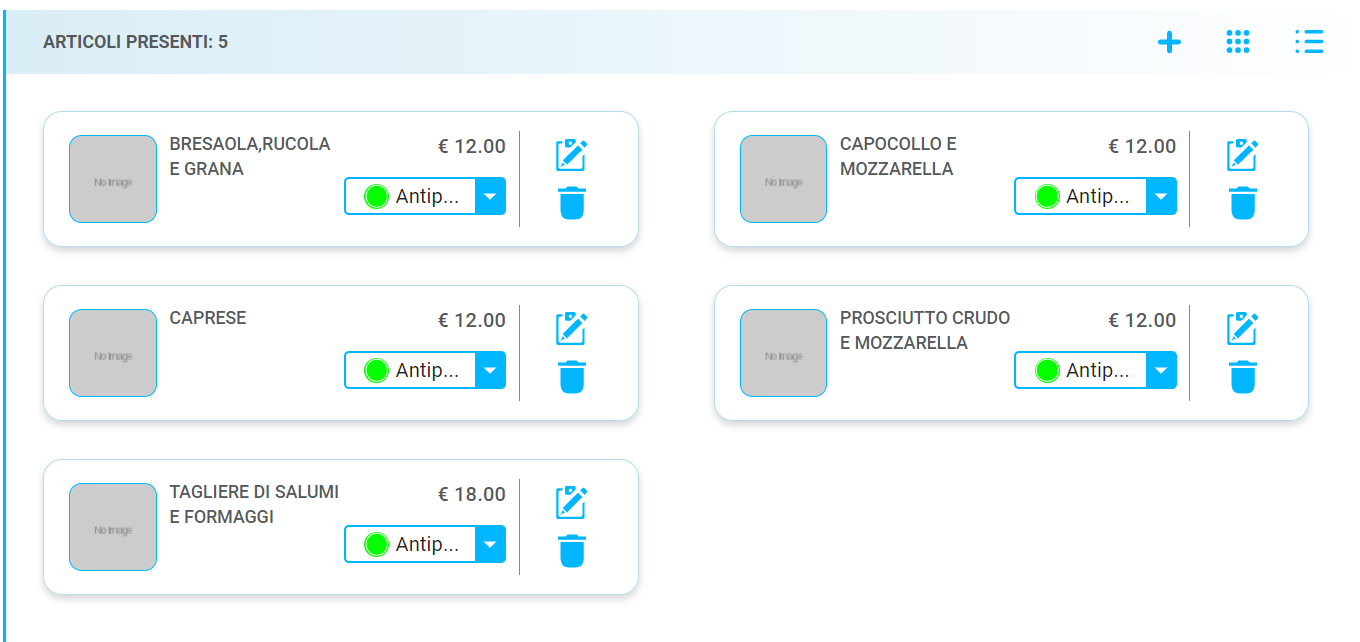 ARTICOLI PRESENTI: 5
BRESAOLA,RUCOLA
E GRANA
€ 12.00
Antip...
No Image
CAPOCOLLO E
MOZZARELLA
€ 12.00
Antip...
No Image
CAPRESE
€ 12.00
Antip...
No Image
PROSCIUTTO CRUDO
E MOZZARELLA
€ 12.00
Antip...
No Image
TAGLIERE DI SALUMI
E FORMAGGI
€ 18.00
Antip...
No Image